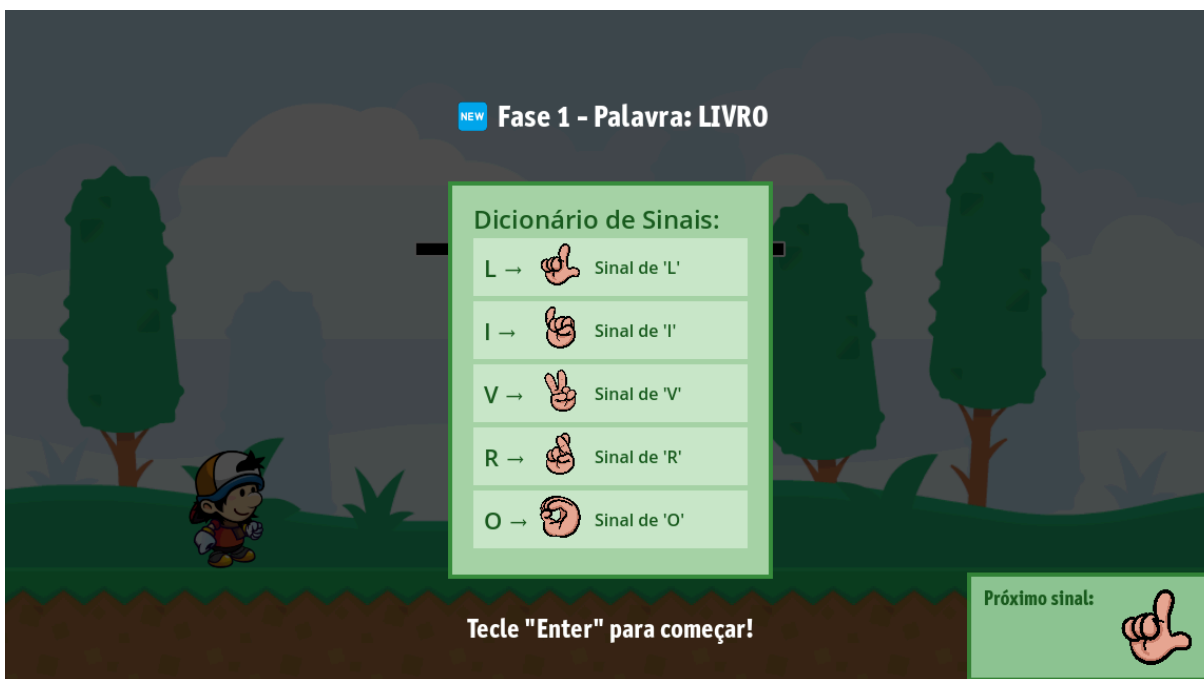 NEW Fase 1 - Palavra: LIVRO
Dicionário de Sinais:
L → Sinal de 'L'
I → Sinal de 'I'
V → Sinal de 'V'
R → Sinal de 'R'
O → Sinal de 'O'
Próximo sinal:
Tecle "Enter" para começar!